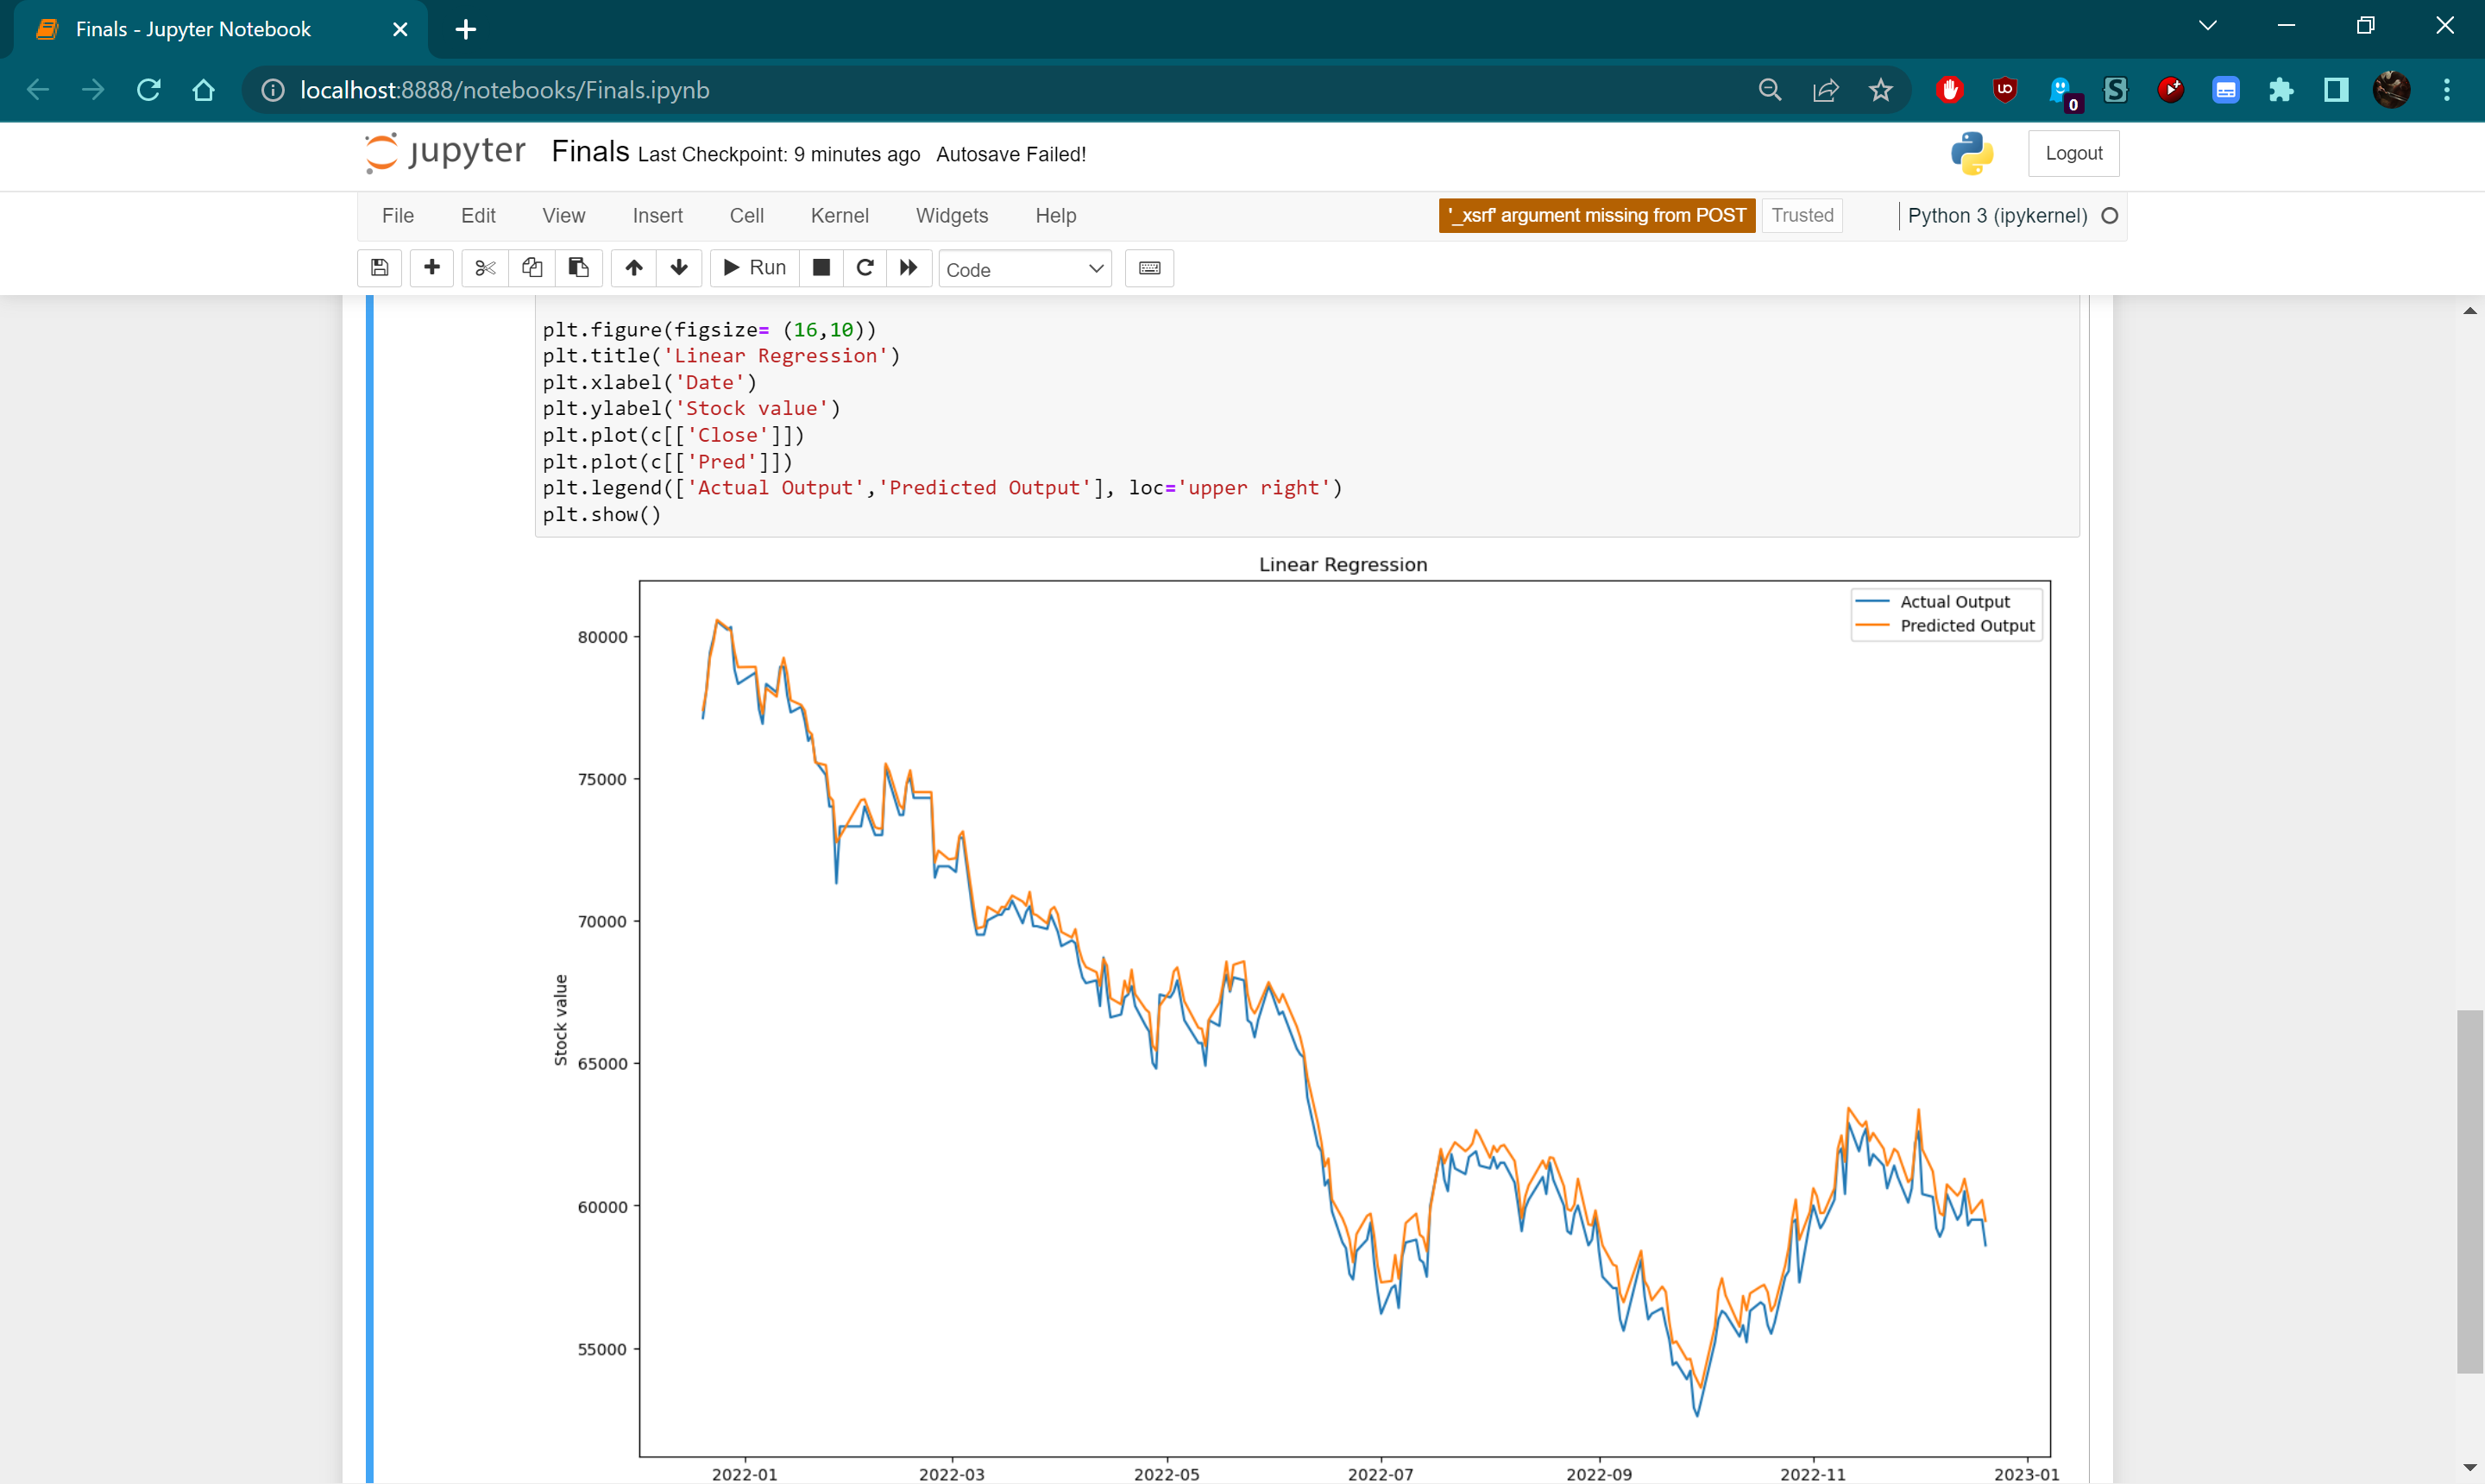 Finals - Jupyter Notebook
localhost:8888/notebooks/Finals.ipynb
0
jupyter Finals Last Checkpoint: 9 minutes ago Autosave Failed!
Logout
File Edit View Insert Cell Kernel Widgets Help
'_xsrf' argument missing from POST Trusted Python 3 (ipykernel)
Run Code
plt.figure(figsize= (16,10))
plt.title('Linear Regression')
plt.xlabel('Date')
plt.ylabel('Stock value')
plt.plot(c[['Close']])
plt.plot(c[['Pred']])
plt.legend(['Actual Output','Predicted Output'], loc='upper right')
plt.show()
Linear Regression
Actual Output
Predicted Output
80000
75000
70000
65000
60000
55000
Stock value
2022-01 2022-03 2022-05 2022-07 2022-09 2022-11 2023-01